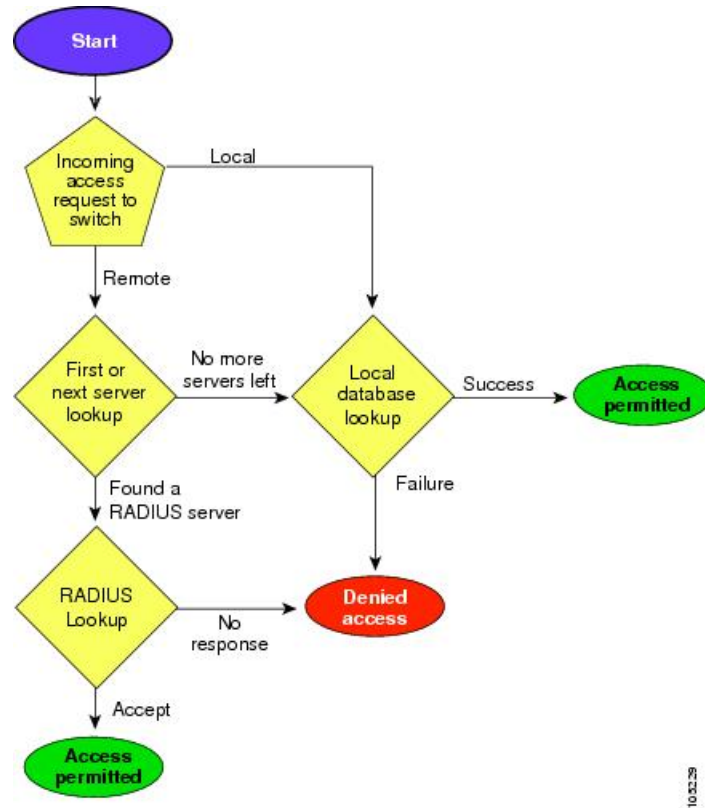 Start
Incoming
access
request to
switch
Local
Remote
First or
next server
lookup
No more
servers left
Local
database
lookup
Success
Access
permitted
Found a
RADIUS server
Failure
RADIUS
Lookup
No
response
Denied
access
Accept
Access
permitted
105229